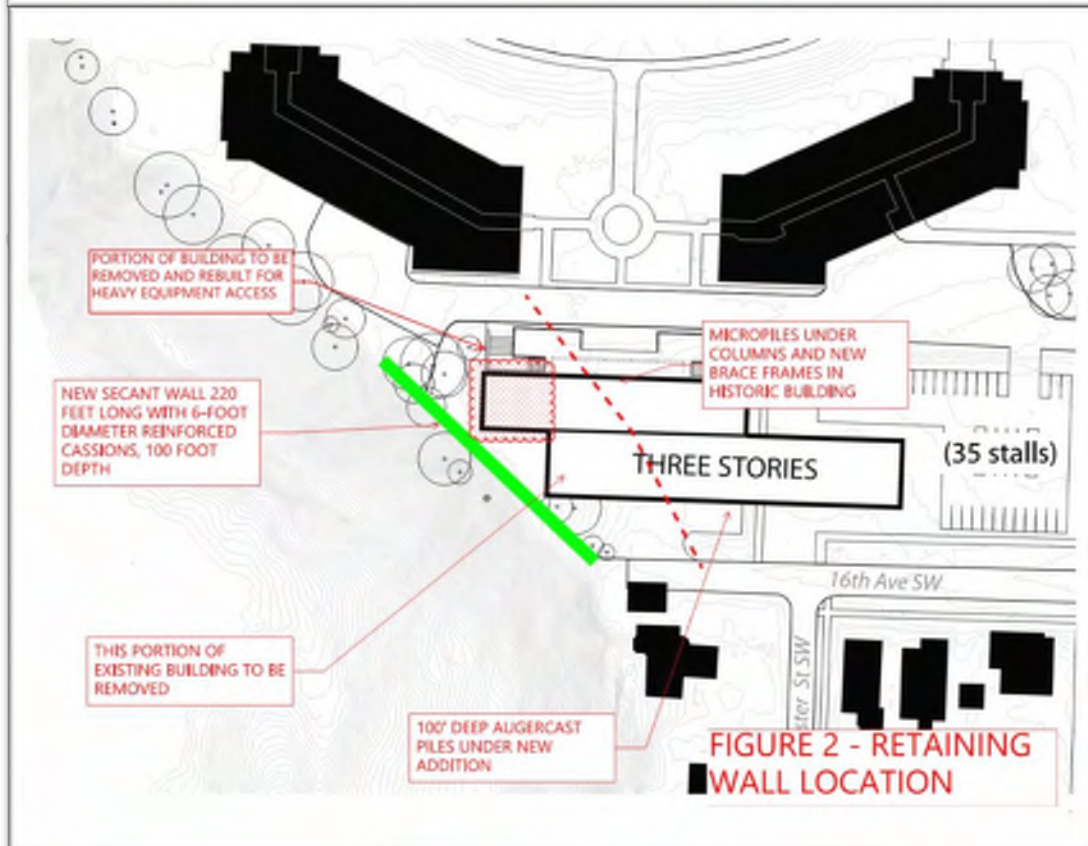 PORTION OF BUILDING TO BE
REMOVED AND REBUILT FOR
HEAVY EQUIPMENT ACCESS
MICROPILES UNDER
COLUMNS AND NEW
BRACE FRAMES IN
HISTORIC BUILDING
NEW SECANT WALL 220
FEET LONG WITH 6-FOOT
DIAMETER REINFORCED
CASSIONS, 100 FOOT
DEPTH
THREE STORIES
(35 stalls)
16th Ave SW
ster St SW
THIS PORTION OF
EXISTING BUILDING TO BE
REMOVED
100' DEEP AUGERCAST
PILES UNDER NEW
ADDITION
FIGURE 2 - RETAINING
WALL LOCATION